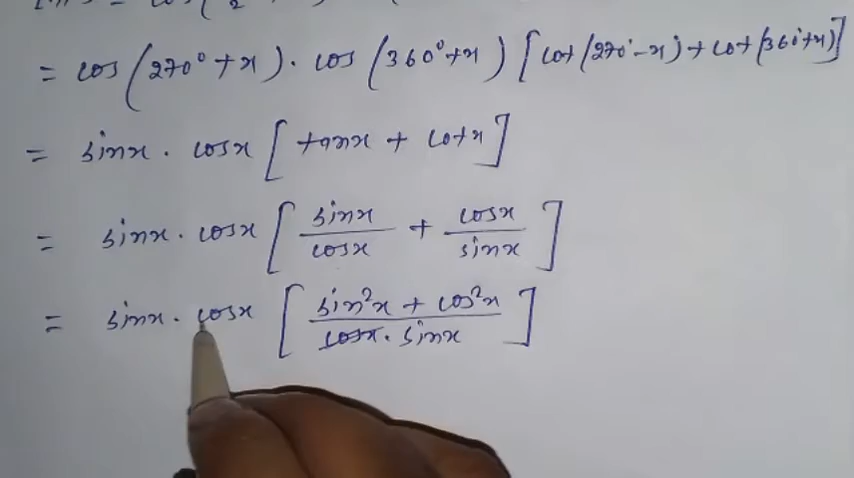 = cos(270° + x) . cos(360° + x) [cot(270° - x) + cot(360° + x)]
= sinx . cosx [tanx + cotx]
= sinx . cosx [sinx/cosx + cosx/sinx]
= sinx . cosx [sin²x + cos²x / cosx . sinx]